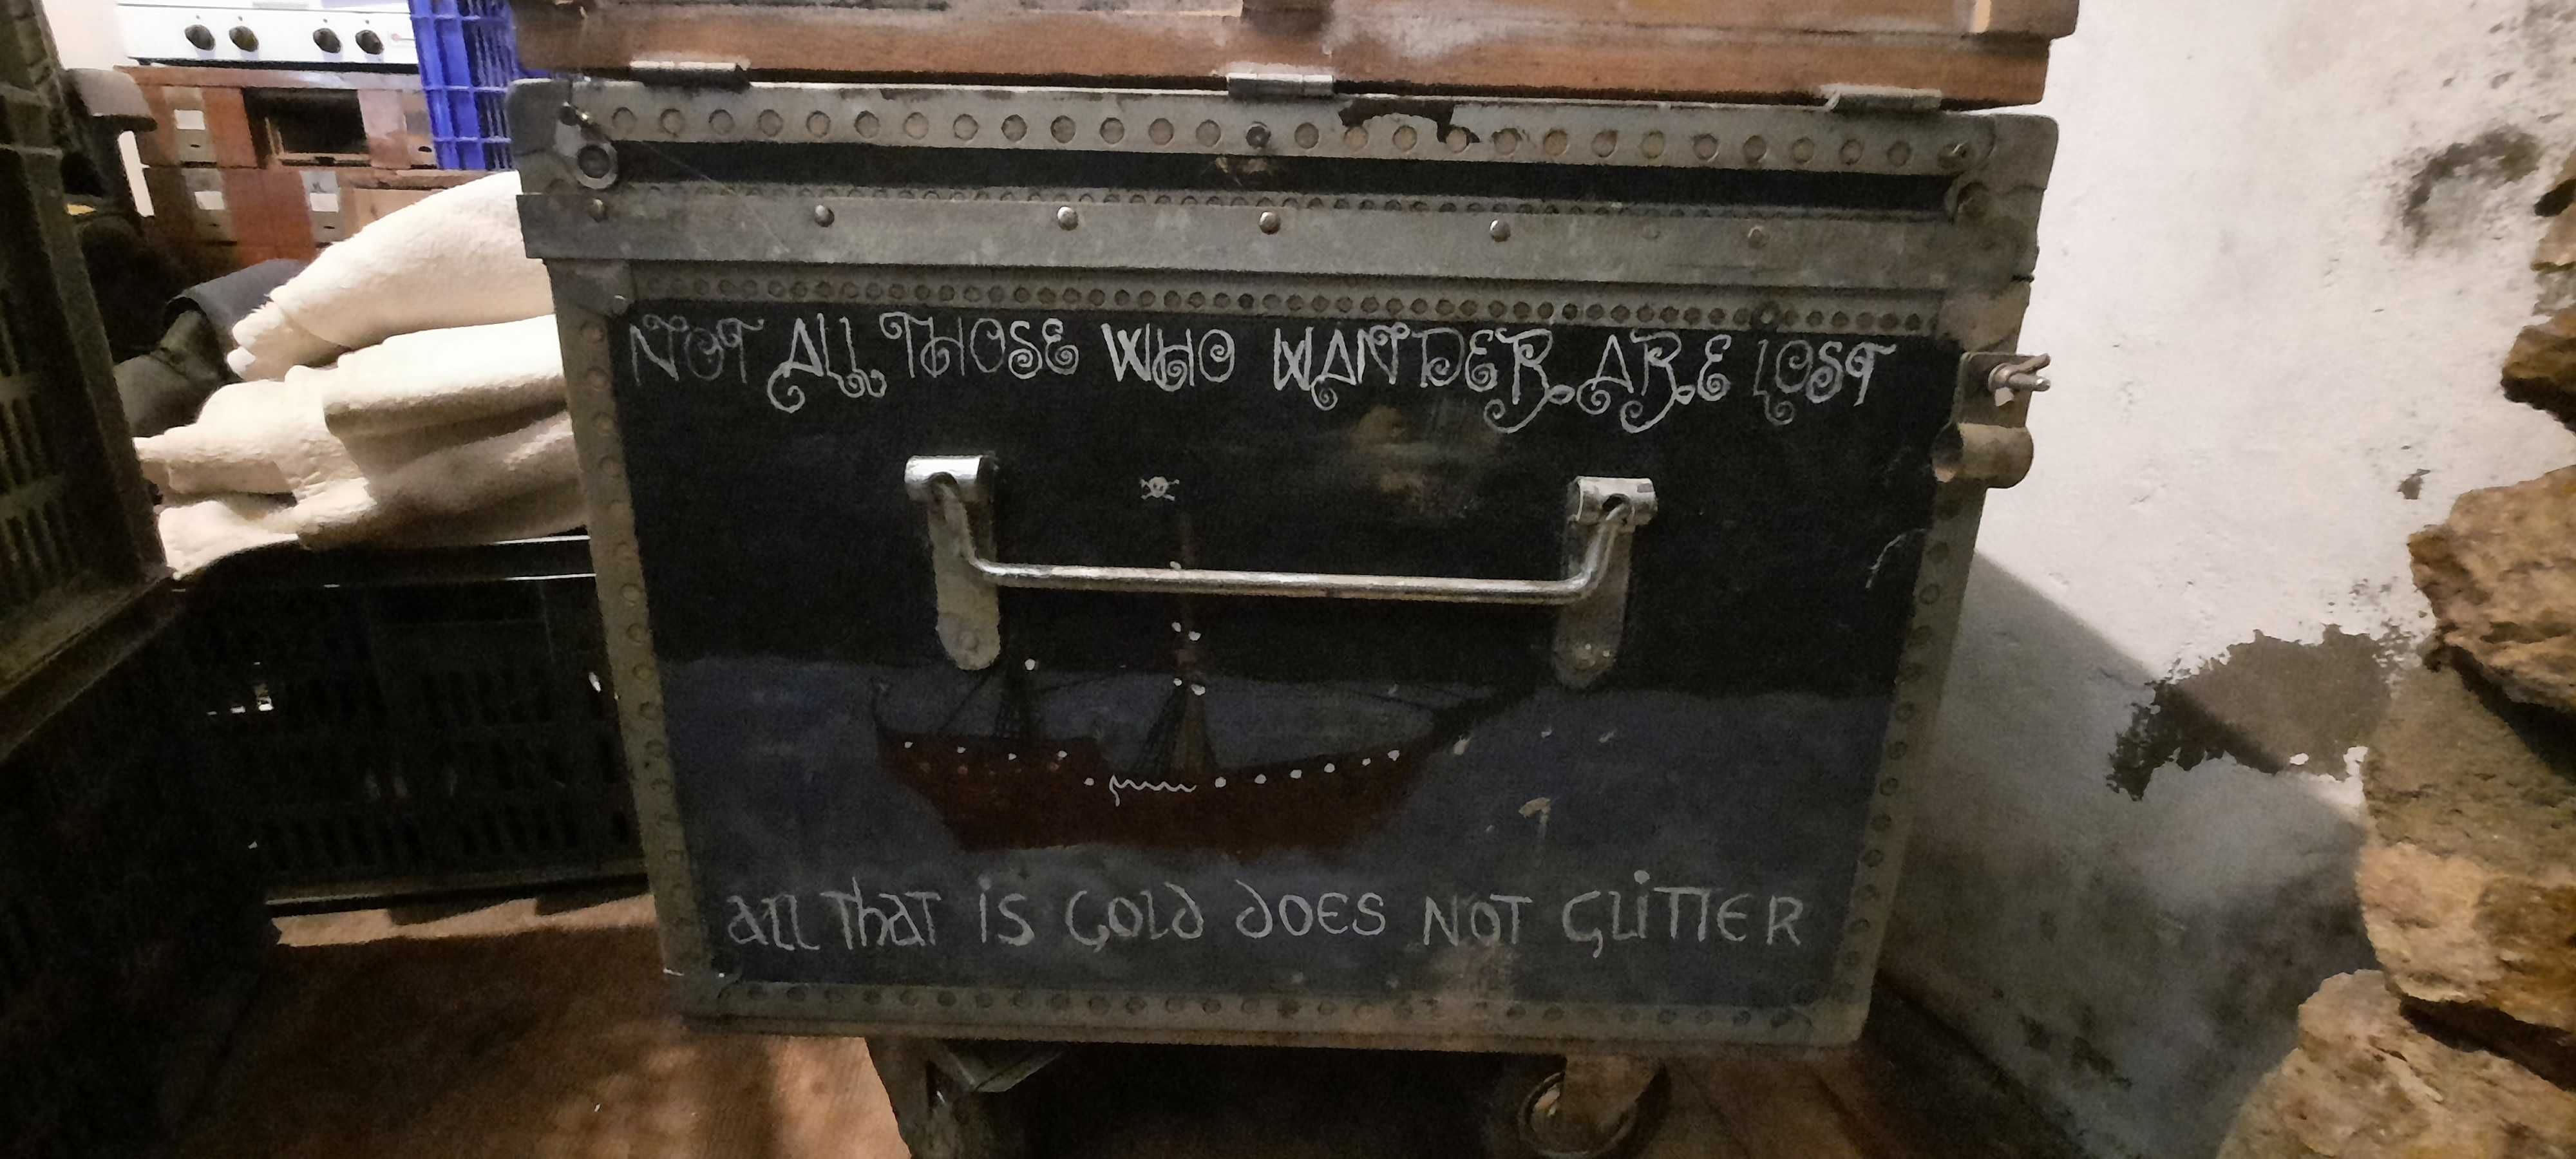 NOT ALL THOSE WHO WANDER ARE LOST
all That is Gold does NOT GLiTTER